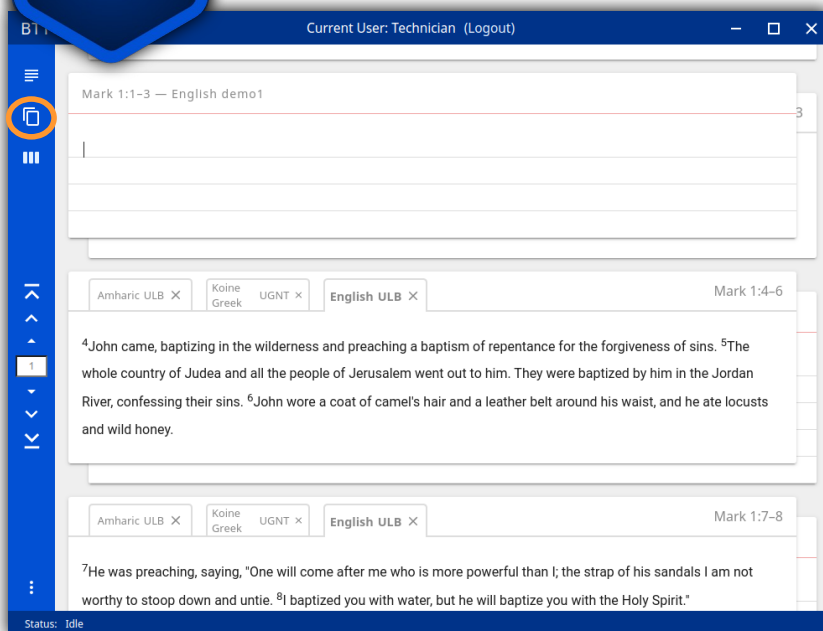 BTT
Current User: Technician (Logout)
Mark 1:1–3 — English demo1
3
Amharic ULB ×
Koine Greek UGNT ×
English ULB ×
Mark 1:4–6
4John came, baptizing in the wilderness and preaching a baptism of repentance for the forgiveness of sins. 5The
whole country of Judea and all the people of Jerusalem went out to him. They were baptized by him in the Jordan
River, confessing their sins. 6John wore a coat of camel's hair and a leather belt around his waist, and he ate locusts
and wild honey.
1
Amharic ULB ×
Koine Greek UGNT ×
English ULB ×
Mark 1:7–8
7He was preaching, saying, "One will come after me who is more powerful than I; the strap of his sandals I am not
worthy to stoop down and untie. 8I baptized you with water, but he will baptize you with the Holy Spirit."
Status: Idle